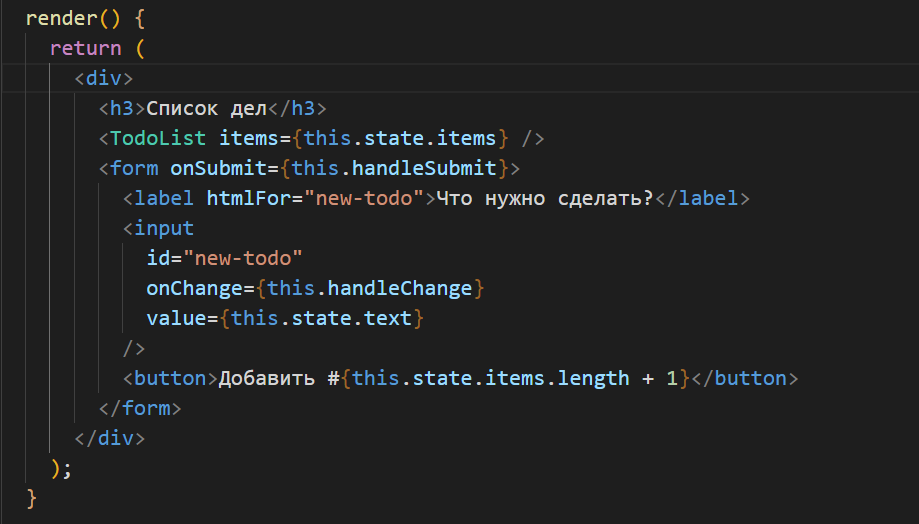 render() {
return (
<div>
<h3>Список дел</h3>
<TodoList items={this.state.items} />
<form onSubmit={this.handleSubmit}>
<label htmlFor="new-todo">Что нужно сделать?</label>
<input
id="new-todo"
onChange={this.handleChange}
value={this.state.text}
/>
<button>Добавить #{this.state.items.length + 1}</button>
</form>
</div>
);
}